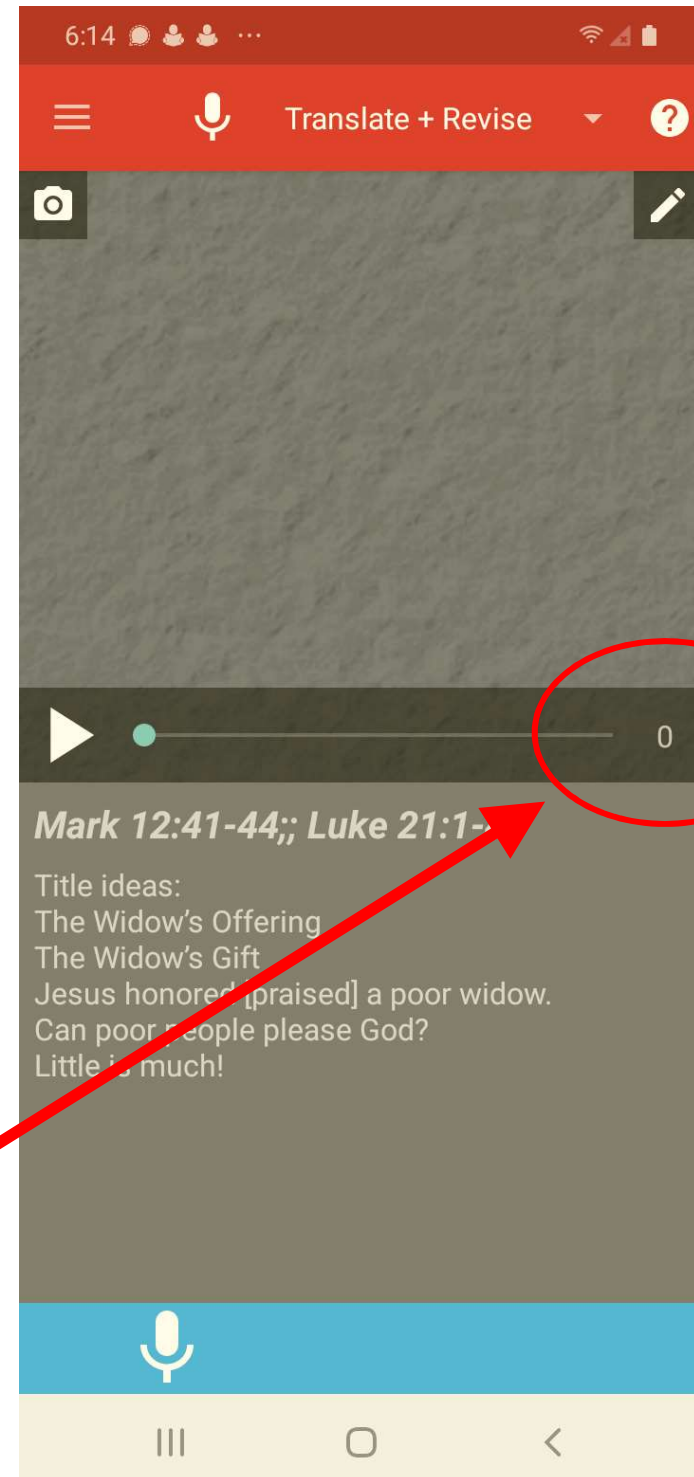 6:14
Translate + Revise
?
0
Mark 12:41-44;; Luke 21:1-
Title ideas:
The Widow's Offering
The Widow's Gift
Jesus honored [praised] a poor widow.
Can poor people please God?
Little is much!